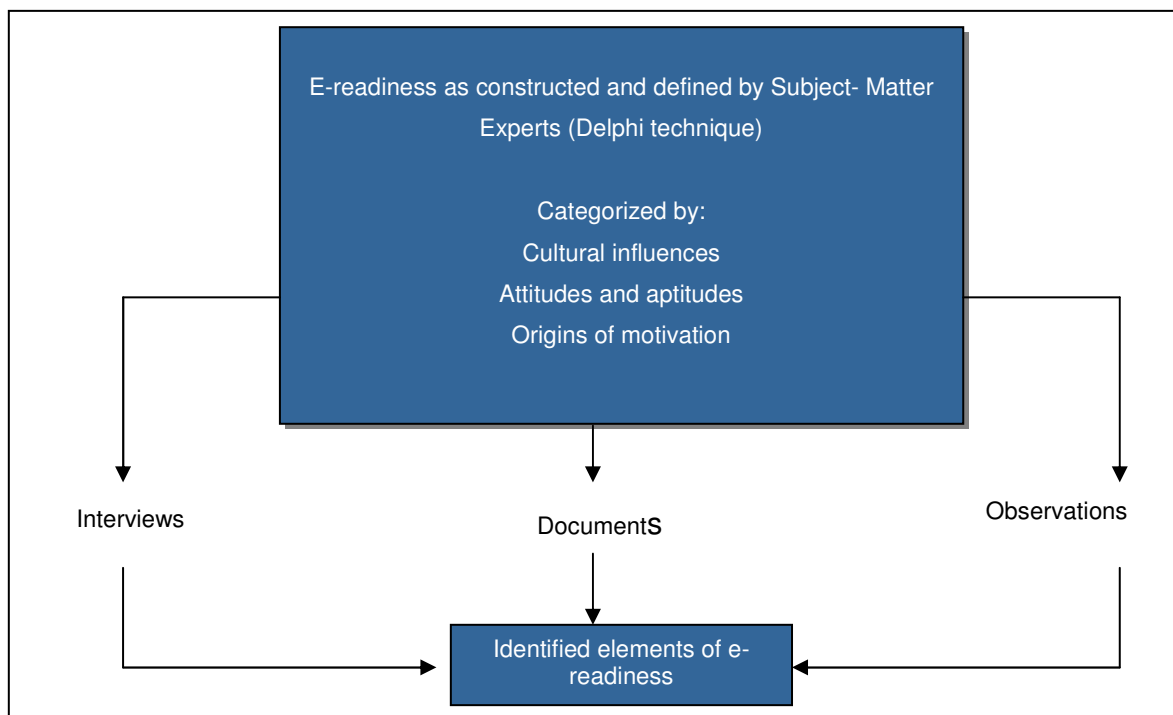 E-readiness as constructed and defined by Subject- Matter
Experts (Delphi technique)
Categorized by:
Cultural influences
Attitudes and aptitudes
Origins of motivation
Interviews
Documents
Observations
Identified elements of e-
readiness